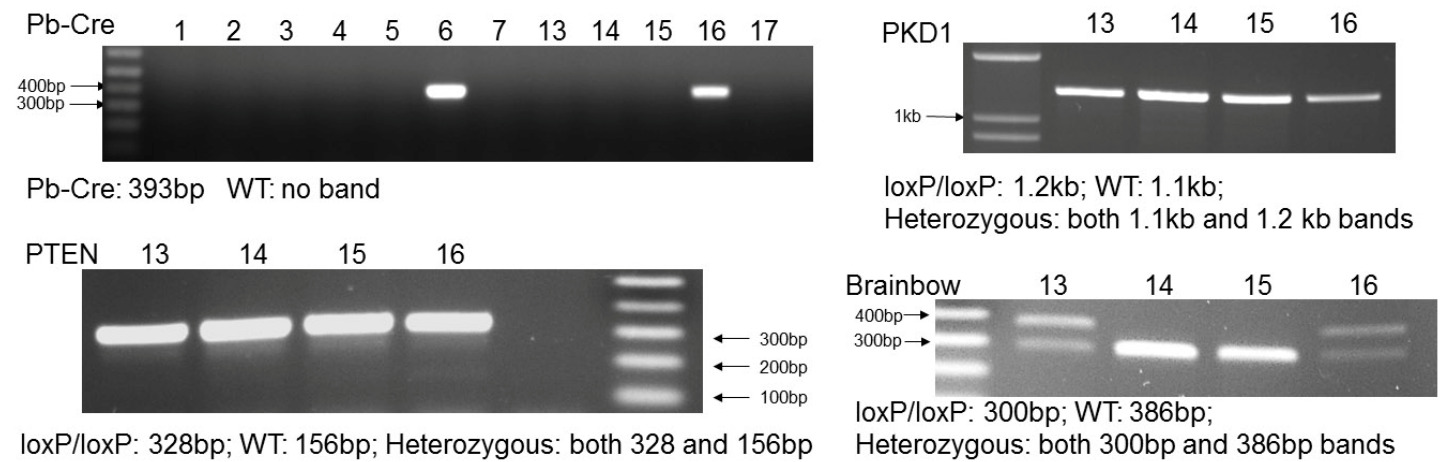 Pb-Cre 1 2 3 4 5 6 7 13 14 15 16 17
400bp
300bp
Pb-Cre: 393bp WT: no band
PKD1 13 14 15 16
1kb
loxP/loxP: 1.2kb; WT: 1.1kb;
Heterozygous: both 1.1kb and 1.2 kb bands
PTEN 13 14 15 16
300bp
200bp
100bp
loxP/loxP: 328bp; WT: 156bp; Heterozygous: both 328 and 156bp
Brainbow 13 14 15 16
400bp
300bp
loxP/loxP: 300bp; WT: 386bp;
Heterozygous: both 300bp and 386bp bands